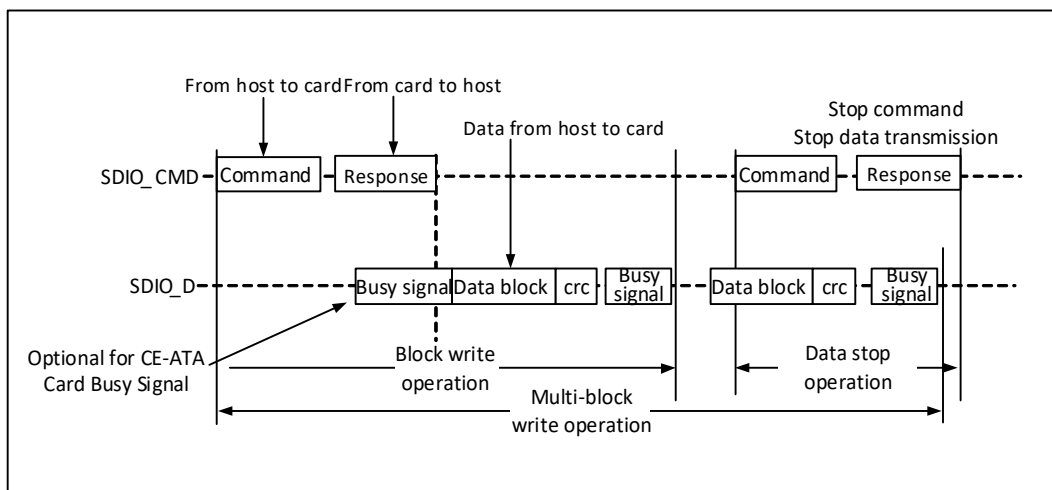 From host to card
From card to host
Stop command
Stop data transmission
Data from host to card
SDIO_CMD
Command
Response
Command
Response
SDIO_D
Busy signal
Data block
crc
Busy
signal
Data block
crc
Busy
signal
Optional for CE-ATA
Card Busy Signal
Block write
operation
Data stop
operation
Multi-block
write operation